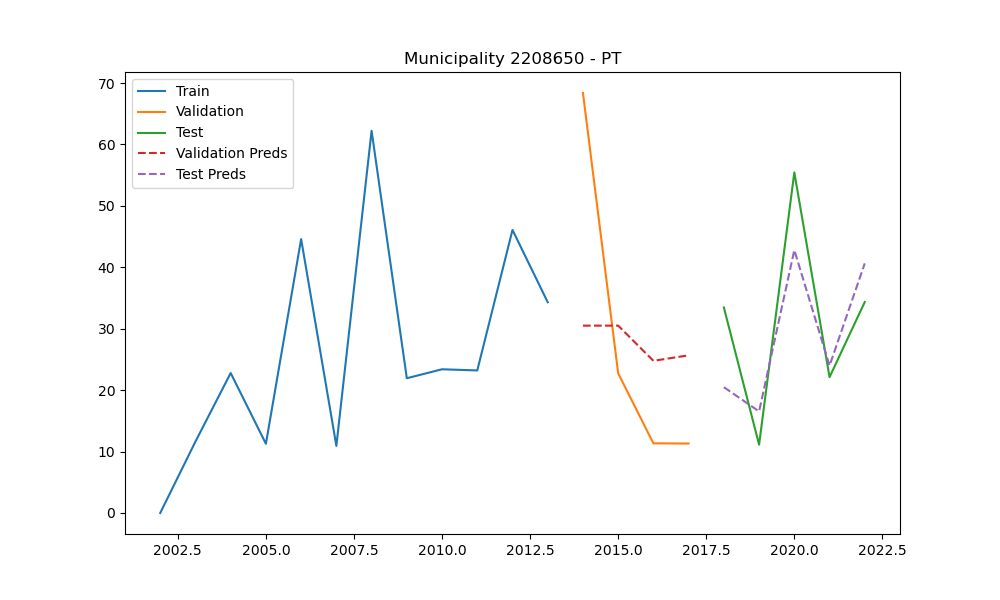 Municipality 2208650 - PT
Train
Validation
Test
Validation Preds
Test Preds
70
60
50
40
30
20
10
0
2002.5 2005.0 2007.5 2010.0 2012.5 2015.0 2017.5 2020.0 2022.5